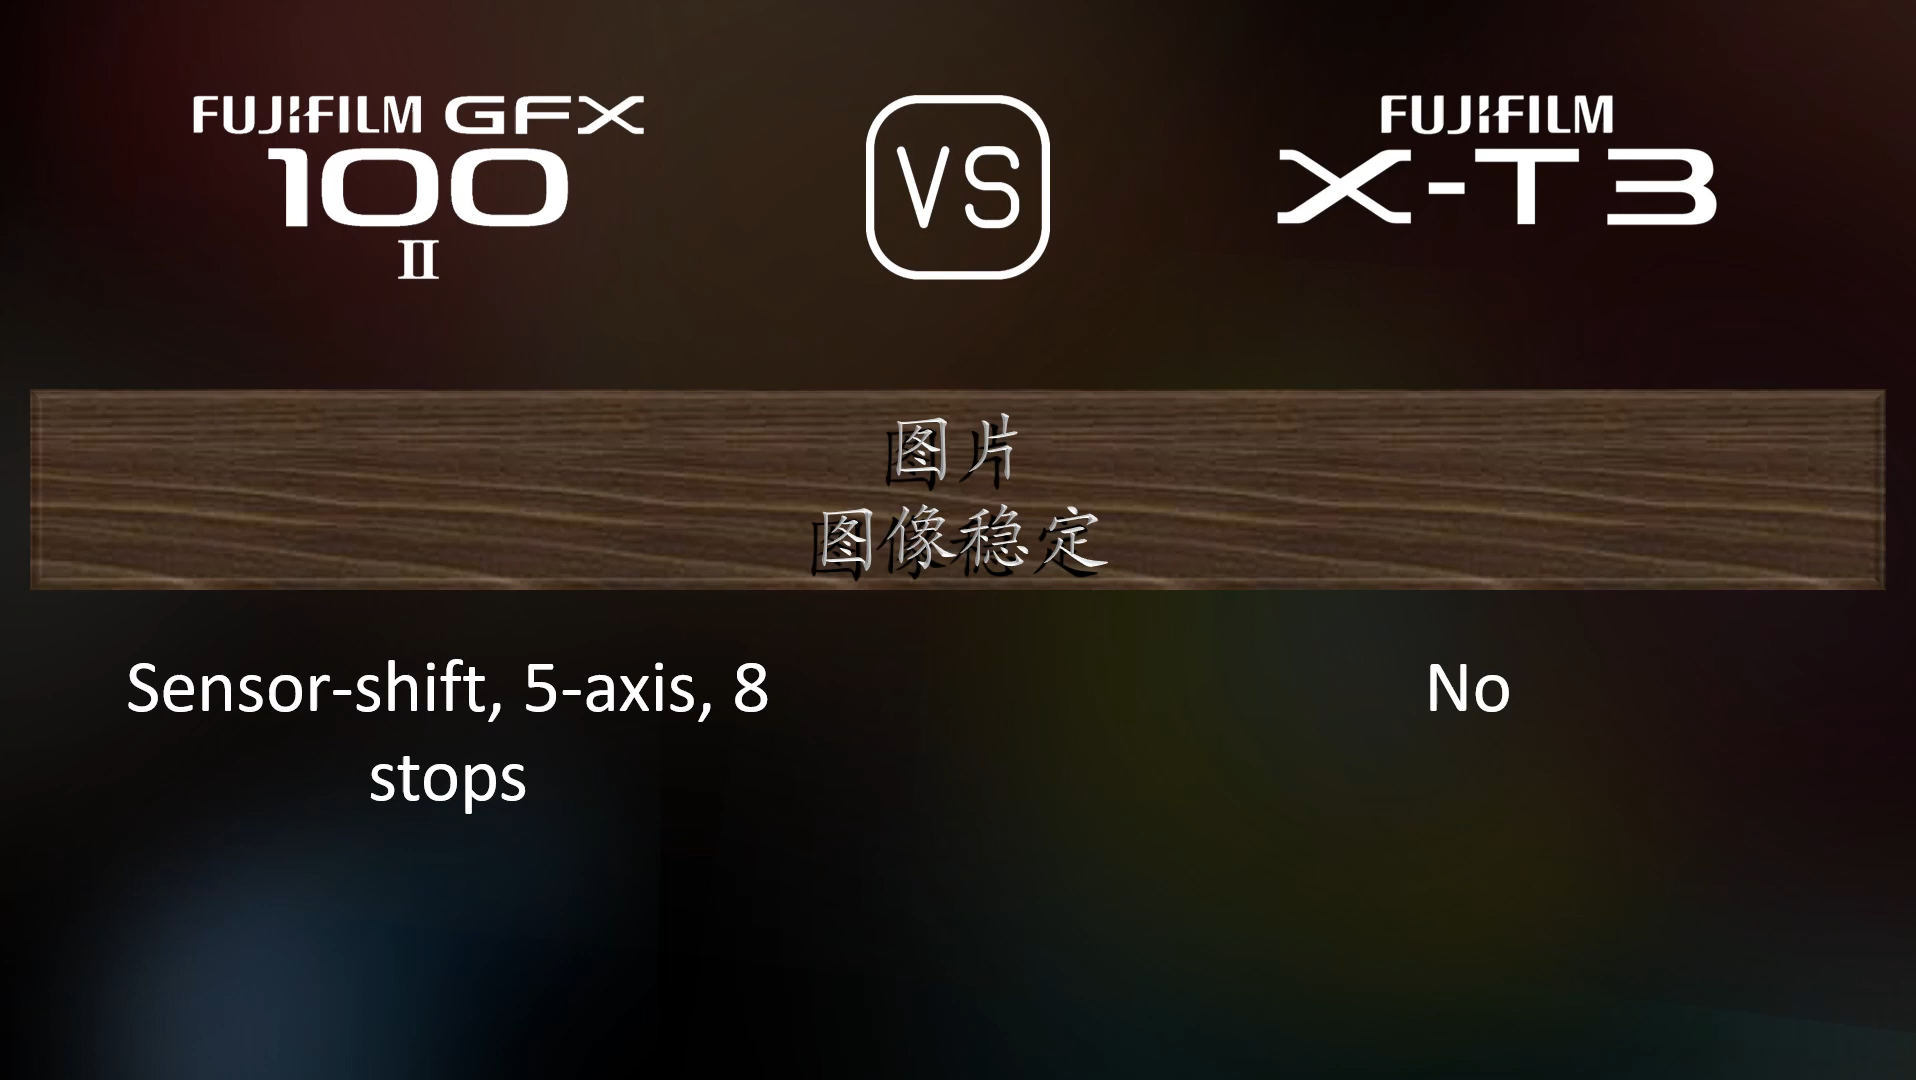 FUJIFILM GFX
100
II
VS
FUJIFILM
X-T3
图片
图像稳定
Sensor-shift, 5-axis, 8
stops
No